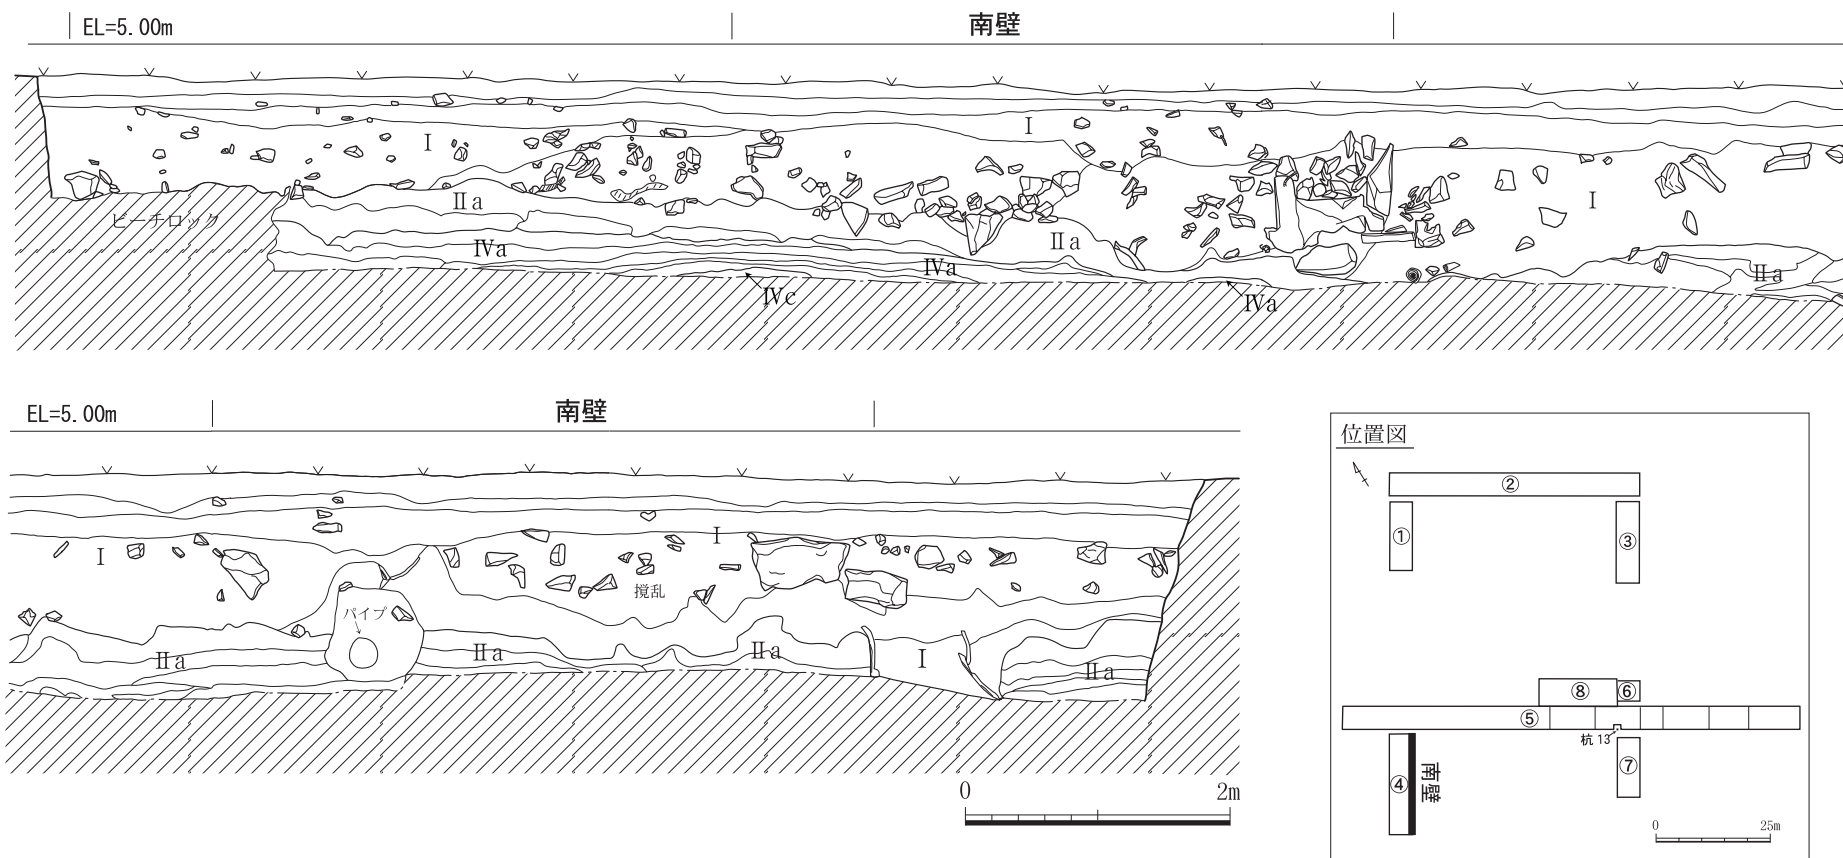 EL=5.00m
南壁
I
I
I
Ⅱa
ビーチロック
Ⅱa
Ⅳa
Ⅳa
Ⅱa
Ⅳc
Ⅳa
EL=5.00m
南壁
I
I
撹乱
パイプ
Ⅱa
Ⅱa
Ⅱa
I
Ⅱa
0
2m
位置図
②
①
③
⑧
⑥
⑤
杭13
⑦
④
南壁
0
25m